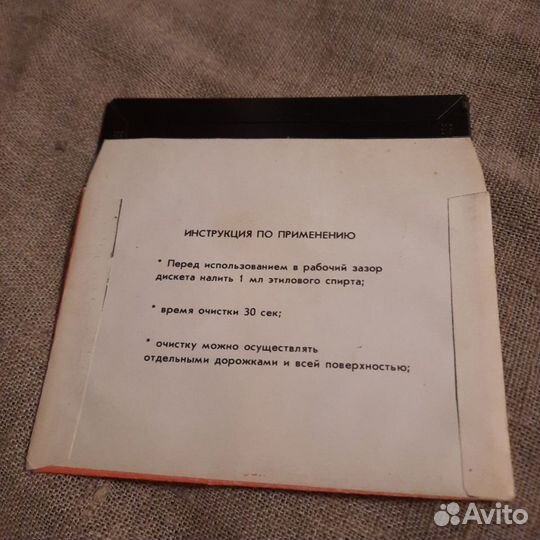 ИНСТРУКЦИЯ ПО ПРИМЕНЕНИЮ
* Перед использованием в рабочий зазор
дискета налить 1 мл этилового спирта;
* время очистки 30 сек;
* очистку можно осуществлять
отдельными дорожками и всей поверхностью;
Avito